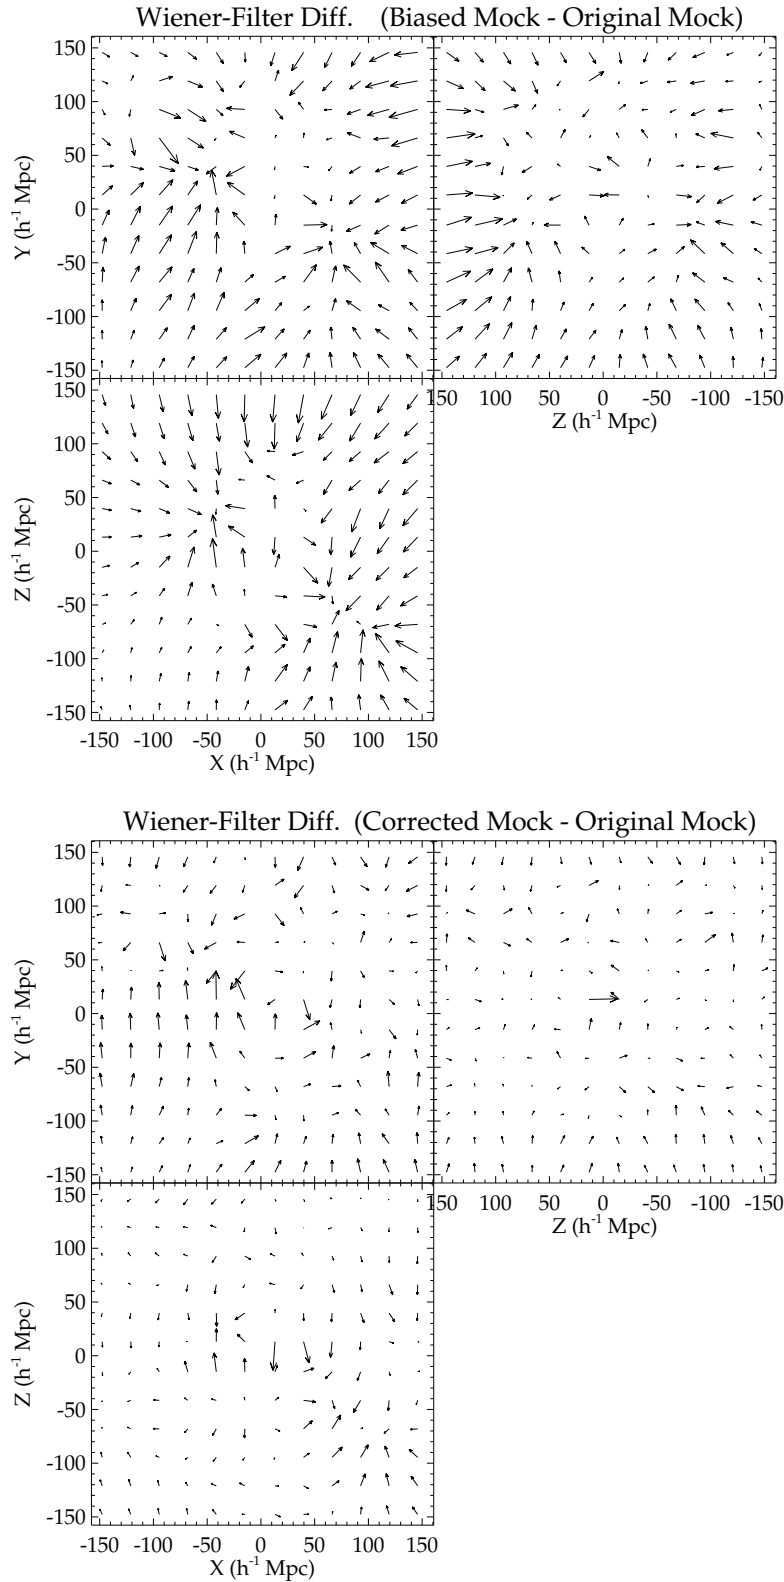 Wiener-Filter Diff. (Biased Mock - Original Mock)
150
100
50
0
-50
-100
-150
Y (h-1 Mpc)
150 100 50 0 -50 -100 -150
Z (h-1 Mpc)
150
100
50
0
-50
-100
-150
Z (h-1 Mpc)
-150 -100 -50 0 50 100 150
X (h-1 Mpc)
Wiener-Filter Diff. (Corrected Mock - Original Mock)
150
100
50
0
-50
-100
-150
Y (h-1 Mpc)
150 100 50 0 -50 -100 -150
Z (h-1 Mpc)
150
100
50
0
-50
-100
-150
Z (h-1 Mpc)
-150 -100 -50 0 50 100 150
X (h-1 Mpc)